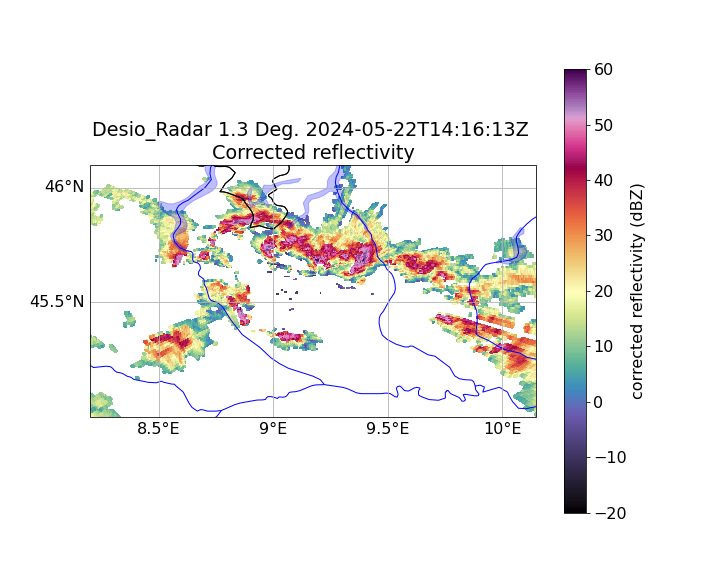 Desio_Radar 1.3 Deg. 2024-05-22T14:16:13Z
Corrected reflectivity
46°N
45.5°N
8.5°E
9°E
9.5°E
10°E
60
50
40
30
20
10
0
−10
−20
corrected reflectivity (dBZ)